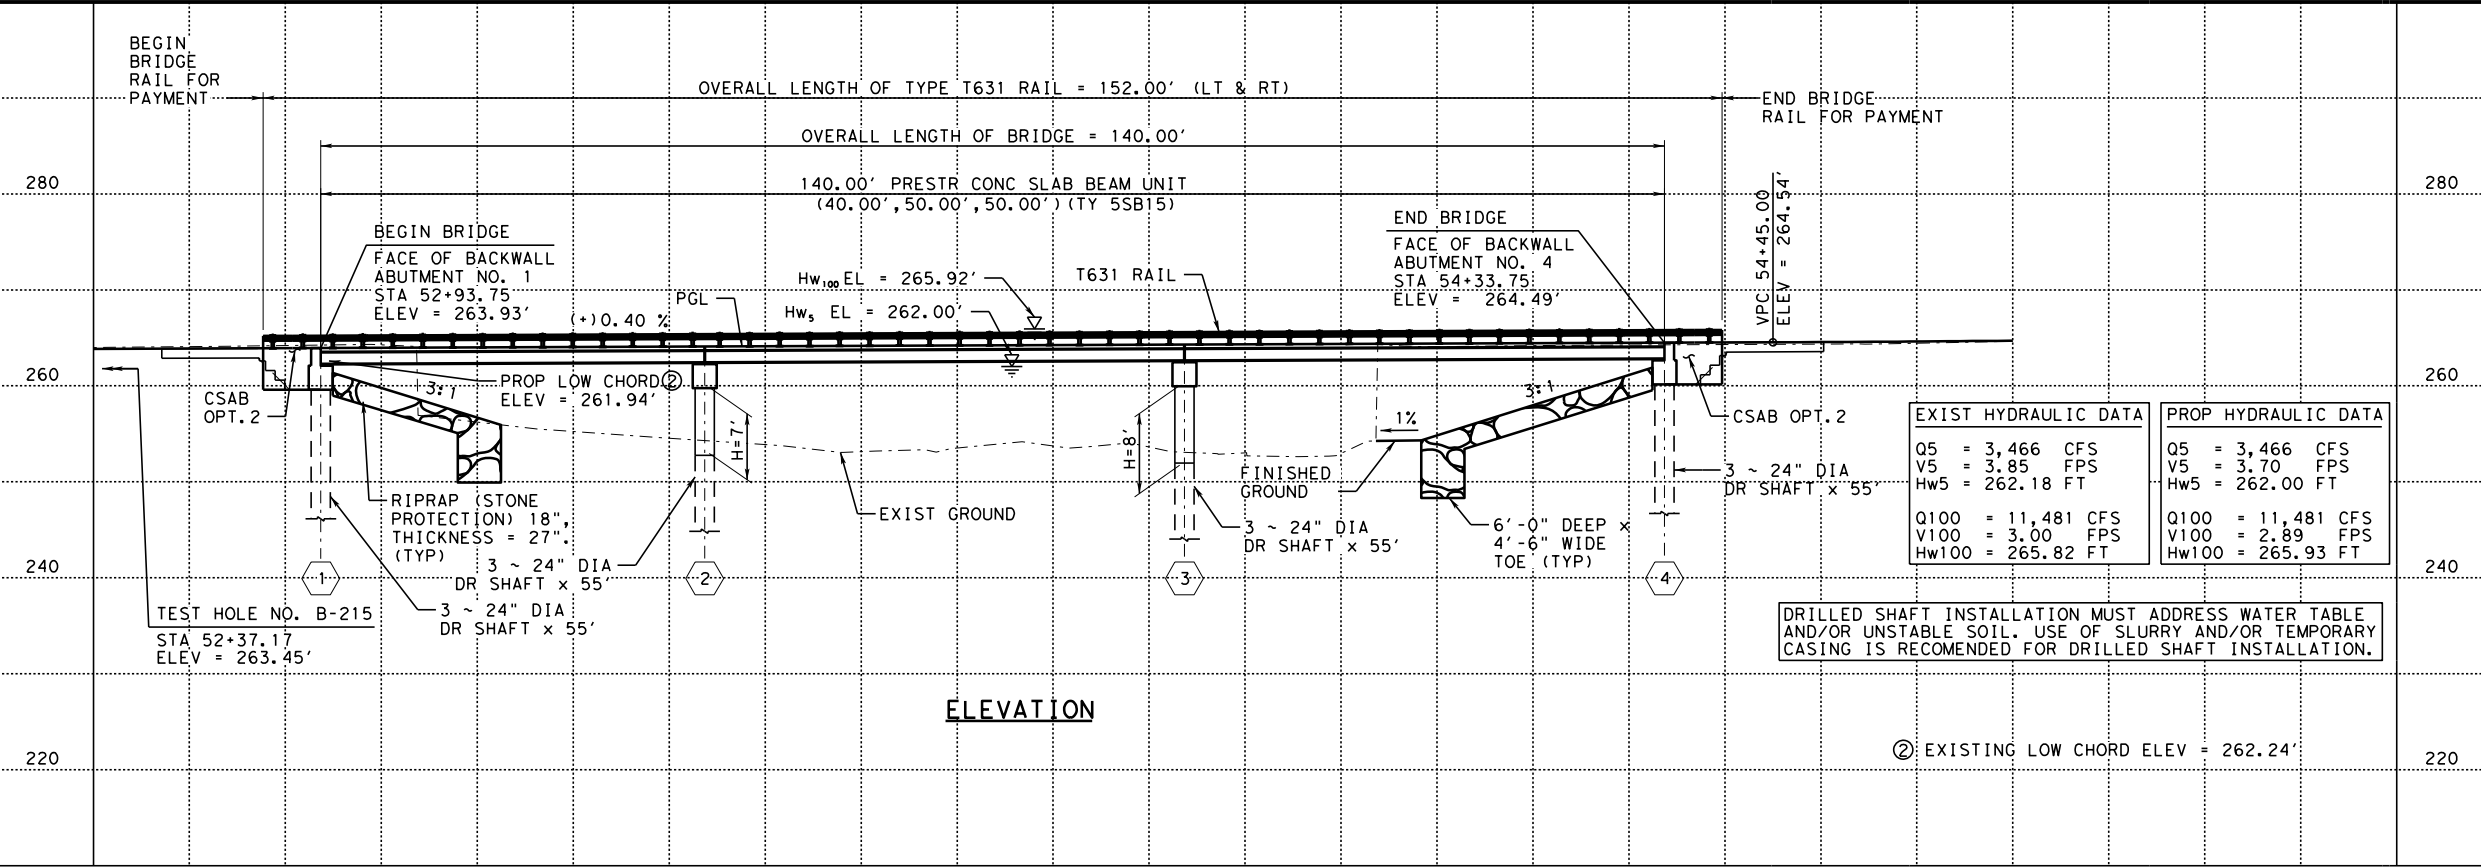 BEGIN
BRIDGE
RAIL FOR
PAYMENT
OVERALL LENGTH OF TYPE T631 RAIL = 152.00' (LT & RT)
END BRIDGE
RAIL FOR PAYMENT
OVERALL LENGTH OF BRIDGE = 140.00'
280
140.00' PRESTR CONC SLAB BEAM UNIT
(40.00',50.00',50.00')(TY 5SB15)
280
VPC 54+45.00
ELEV = 264.54'
BEGIN BRIDGE
FACE OF BACKWALL
ABUTMENT NO. 1
STA 52+93.75
ELEV = 263.93'
END BRIDGE
FACE OF BACKWALL
ABUTMENT NO. 4
STA 54+33.75
ELEV = 264.49'
Hw100 EL = 265.92'
T631 RAIL
PGL
Hw5 EL = 262.00'
(+)0.40 %
260
3:1
PROP LOW CHORD ②
ELEV = 261.94'
3:1
260
CSAB
OPT.2
CSAB OPT.2
H=7'
H=8'
1%
EXIST HYDRAULIC DATA
Q5 = 3,466 CFS
V5 = 3.85 FPS
Hw5 = 262.18 FT
Q100 = 11,481 CFS
V100 = 3.00 FPS
Hw100 = 265.82 FT
PROP HYDRAULIC DATA
Q5 = 3,466 CFS
V5 = 3.70 FPS
Hw5 = 262.00 FT
Q100 = 11,481 CFS
V100 = 2.89 FPS
Hw100 = 265.93 FT
FINISHED
GROUND
3 ~ 24" DIA
DR SHAFT x 55'
RIPRAP (STONE
PROTECTION) 18",
THICKNESS = 27".
(TYP)
EXIST GROUND
3 ~ 24" DIA
DR SHAFT x 55'
6'-0" DEEP x
4'-6" WIDE
TOE (TYP)
3 ~ 24" DIA
DR SHAFT x 55'
240
1
2
3
4
240
3 ~ 24" DIA
DR SHAFT x 55'
TEST HOLE NO. B-215
STA 52+37.17
ELEV = 263.45'
DRILLED SHAFT INSTALLATION MUST ADDRESS WATER TABLE
AND/OR UNSTABLE SOIL. USE OF SLURRY AND/OR TEMPORARY
CASING IS RECOMENDED FOR DRILLED SHAFT INSTALLATION.
ELEVATION
220
② EXISTING LOW CHORD ELEV = 262.24'
220